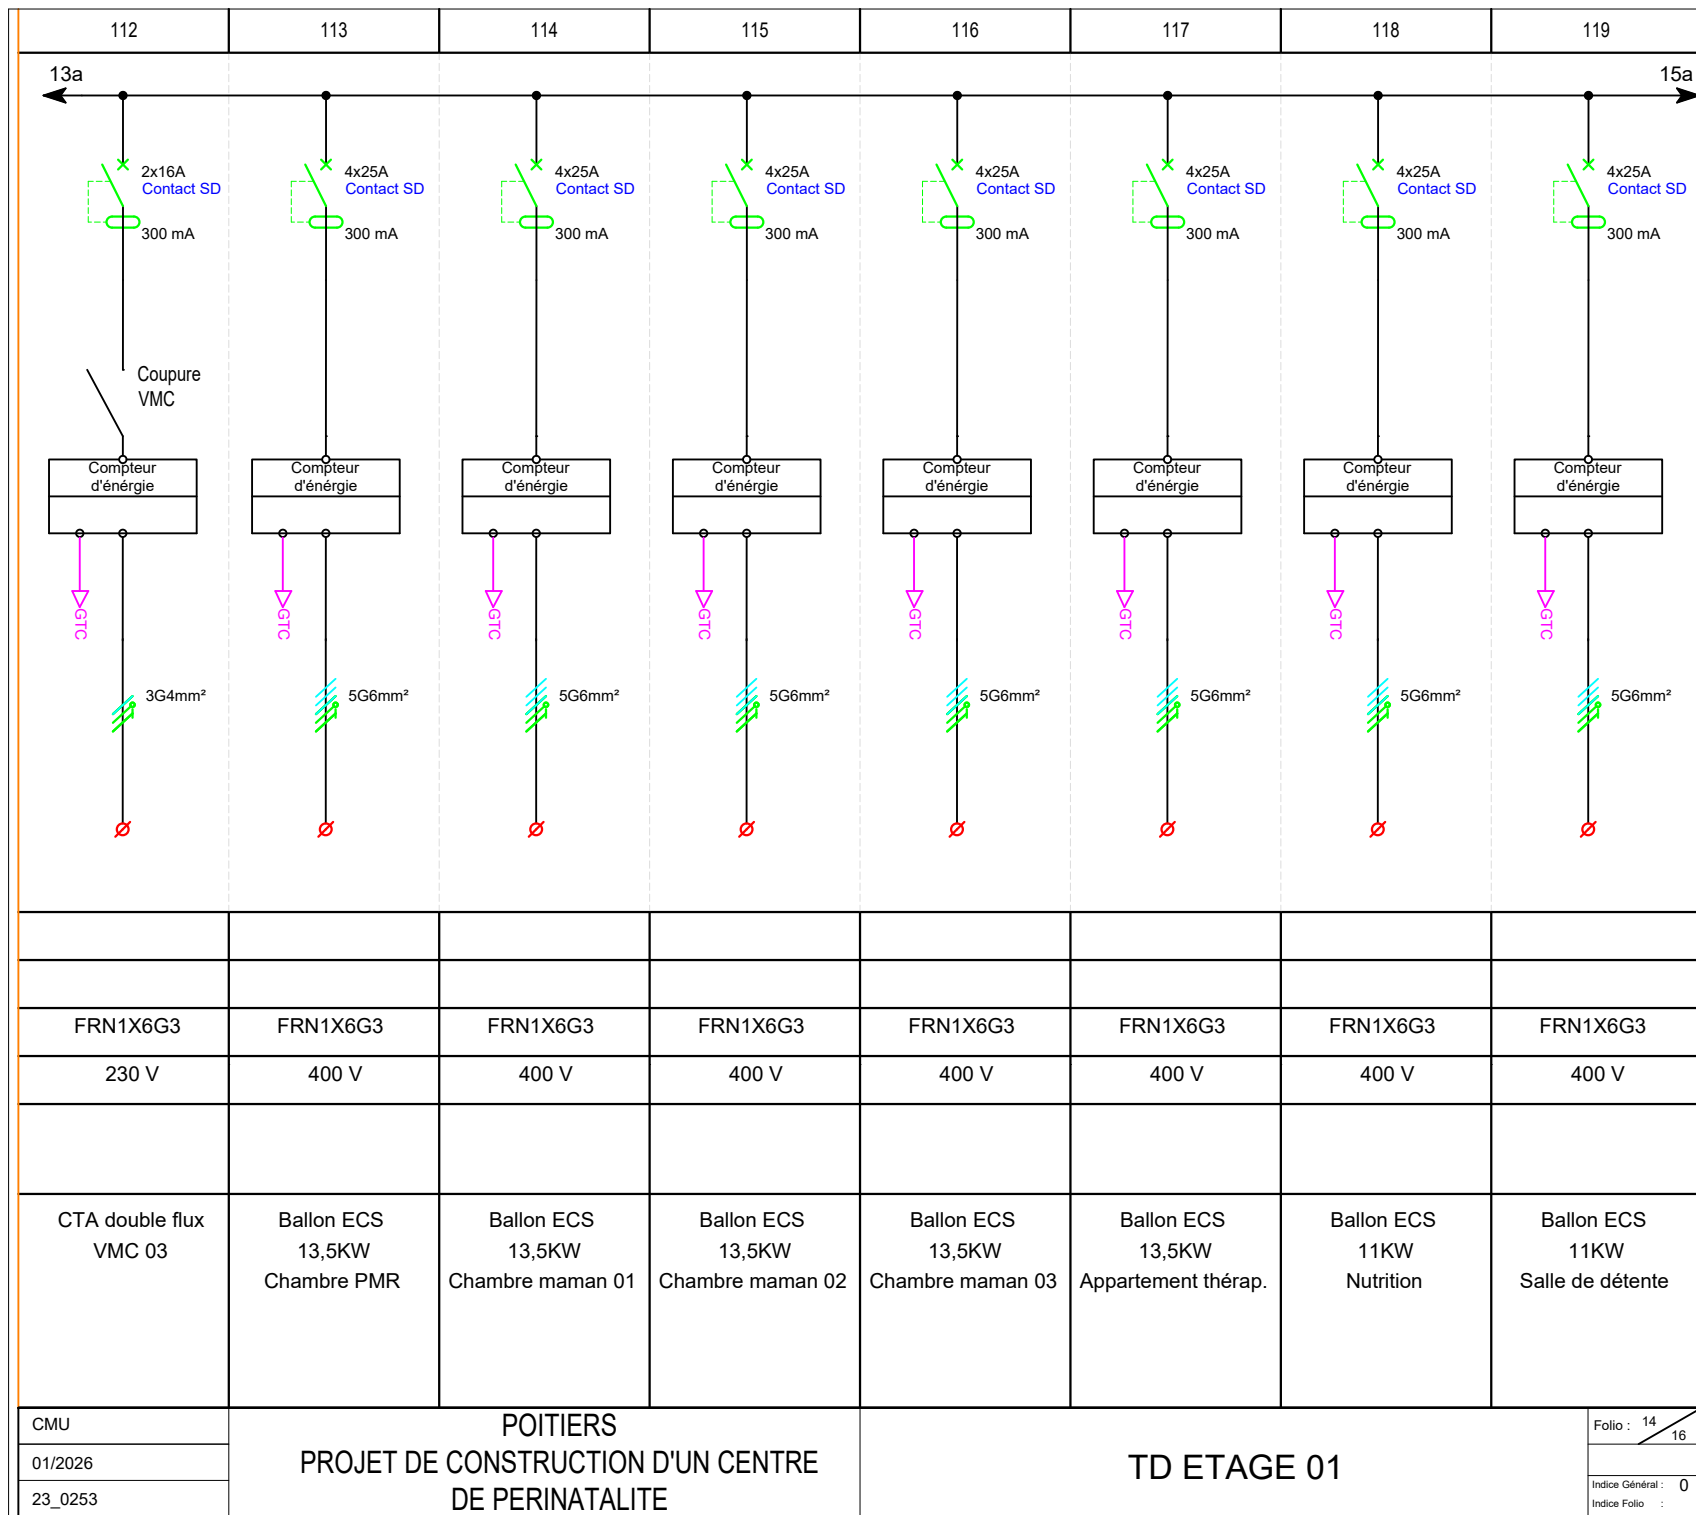 112 113 114 115 116 117 118 119
13a 15a
2x16A 4x25A 4x25A 4x25A 4x25A 4x25A 4x25A 4x25A
Contact SD Contact SD Contact SD Contact SD Contact SD Contact SD Contact SD Contact SD
300 mA 300 mA 300 mA 300 mA 300 mA 300 mA 300 mA 300 mA
Coupure
VMC
Compteur Compteur Compteur Compteur Compteur Compteur Compteur Compteur
d'énérgie d'énérgie d'énérgie d'énérgie d'énérgie d'énérgie d'énérgie d'énérgie
GTC GTC GTC GTC GTC GTC GTC GTC
3G4mm² 5G6mm² 5G6mm² 5G6mm² 5G6mm² 5G6mm² 5G6mm² 5G6mm²
FRN1X6G3 FRN1X6G3 FRN1X6G3 FRN1X6G3 FRN1X6G3 FRN1X6G3 FRN1X6G3 FRN1X6G3
230 V 400 V 400 V 400 V 400 V 400 V 400 V 400 V
CTA double flux Ballon ECS Ballon ECS Ballon ECS Ballon ECS Ballon ECS Ballon ECS Ballon ECS
VMC 03 13,5KW 13,5KW 13,5KW 13,5KW 13,5KW 11KW 11KW
Chambre PMR Chambre maman 01 Chambre maman 02 Chambre maman 03 Appartement thérap. Nutrition Salle de détente
CMU
01/2026
23_0253
POITIERS
PROJET DE CONSTRUCTION D'UN CENTRE
DE PERINATALITE
TD ETAGE 01
Folio : 14
16
Indice Général : 0
Indice Folio :